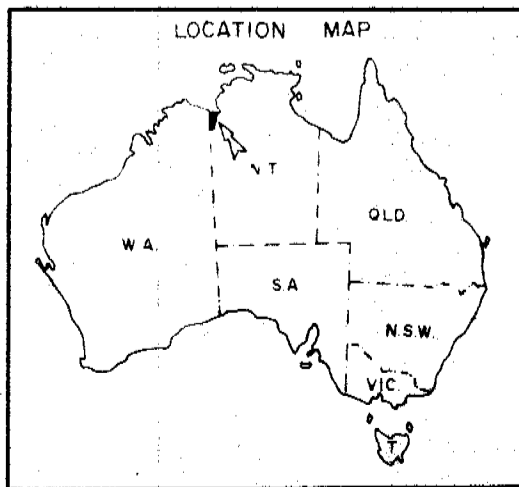 LOCATION MAP
N.T.
W.A.
QLD.
S.A
N.S.W.
VIC.
T